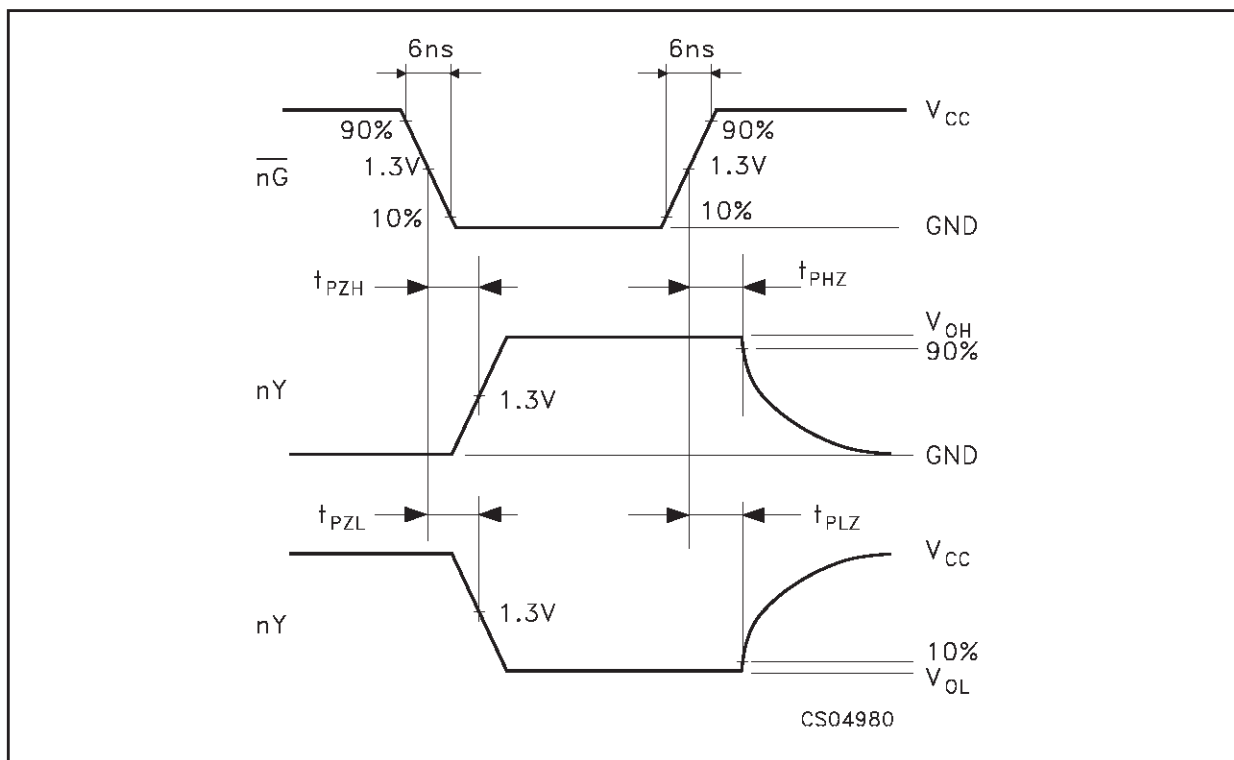 6ns 6ns
90% 90% V_CC
n̅G̅ 1.3V 1.3V
10% 10% GND
t_PZH t_PHZ
V_OH
90%
nY 1.3V
GND
t_PZL t_PLZ
V_CC
nY 1.3V
10%
V_OL
CS04980